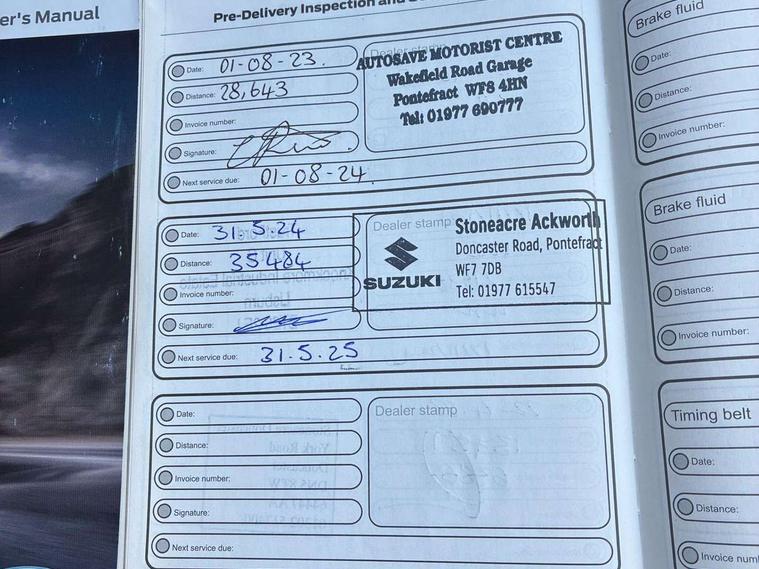 er's Manual
Pre-Delivery Inspection and
Date: 01-08-23.
Distance: 28,643
Invoice number:
Signature:
Next service due: 01-08-24.
Dealer stamp
AUTOSAVE MOTORIST CENTRE
Wakefield Road Garage
Pontefract WF8 4HN
Tel: 01977 690777
Date: 31.5.24
Distance: 35484
Invoice number:
Signature:
Next service due: 31.5.25
Dealer stamp
SUZUKI
Stoneacre Ackworth
Doncaster Road, Pontefract
WF7 7DB
Tel: 01977 615547
Date:
Distance:
Invoice number:
Signature:
Next service due:
Dealer stamp
Brake fluid
Date:
Distance:
Invoice number:
Brake fluid
Date:
Distance:
Invoice number:
Timing belt
Date:
Distance:
Invoice num